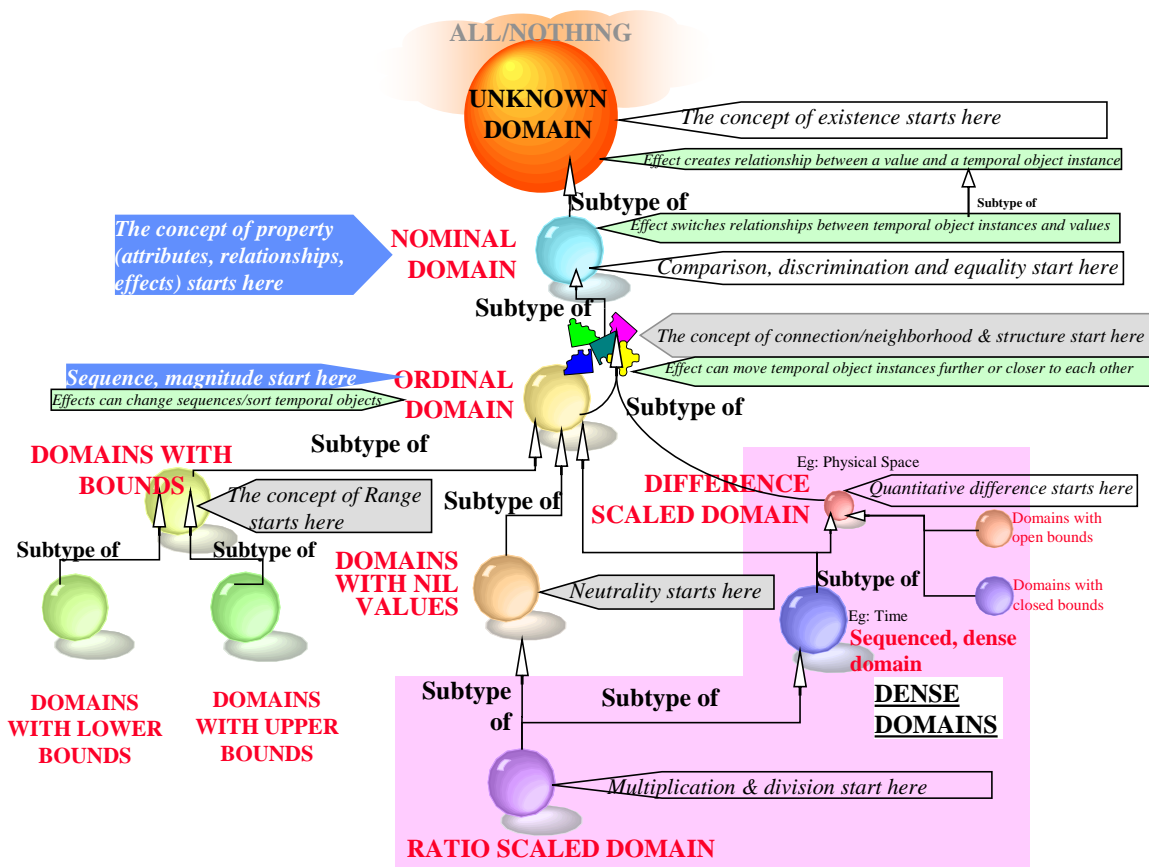 ALL/NOTHING
UNKNOWN
DOMAIN
The concept of existence starts here
Effect creates relationship between a value and a temporal object instance
Subtype of
Subtype of
The concept of property
(attributes, relationships,
effects) starts here
NOMINAL
DOMAIN
Effect switches relationships between temporal object instances and values
Comparison, discrimination and equality start here
Subtype of
The concept of connection/neighborhood & structure start here
Sequence, magnitude start here
Effects can change sequences/sort temporal objects
ORDINAL
DOMAIN
Effect can move temporal object instances further or closer to each other
Subtype of
Subtype of
DOMAINS WITH
BOUNDS
The concept of Range
starts here
Subtype of
Eg: Physical Space
DIFFERENCE
SCALED DOMAIN
Quantitative difference starts here
Domains with
open bounds
Subtype of
Subtype of
DOMAINS
WITH NIL
VALUES
Neutrality starts here
Subtype of
Domains with
closed bounds
Eg: Time
Sequenced, dense
domain
DOMAINS
WITH LOWER
BOUNDS
DOMAINS
WITH UPPER
BOUNDS
Subtype
of
Subtype of
DENSE
DOMAINS
Multiplication & division start here
RATIO SCALED DOMAIN